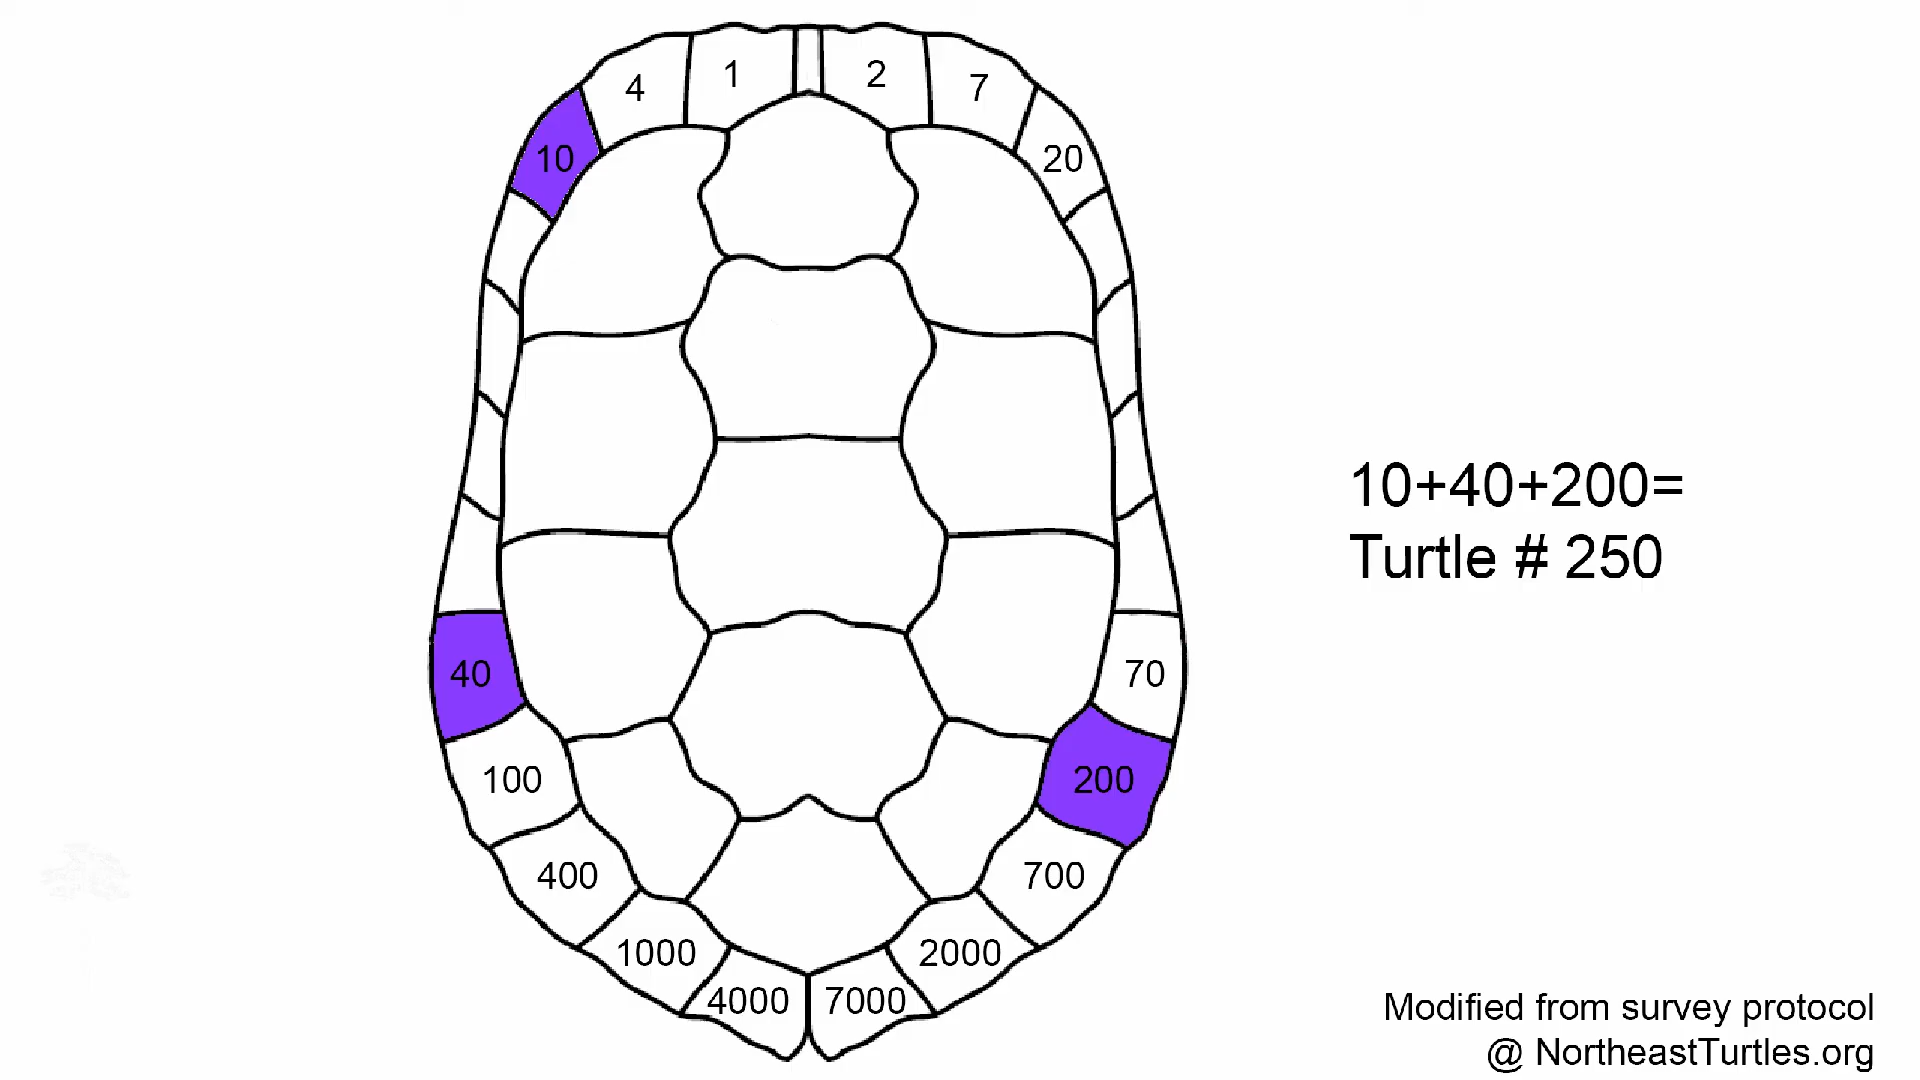 4 1 2 7
10 20
40 70
100 200
400 700
1000 2000
4000 7000
10+40+200=
Turtle # 250
Modified from survey protocol
@ NortheastTurtles.org